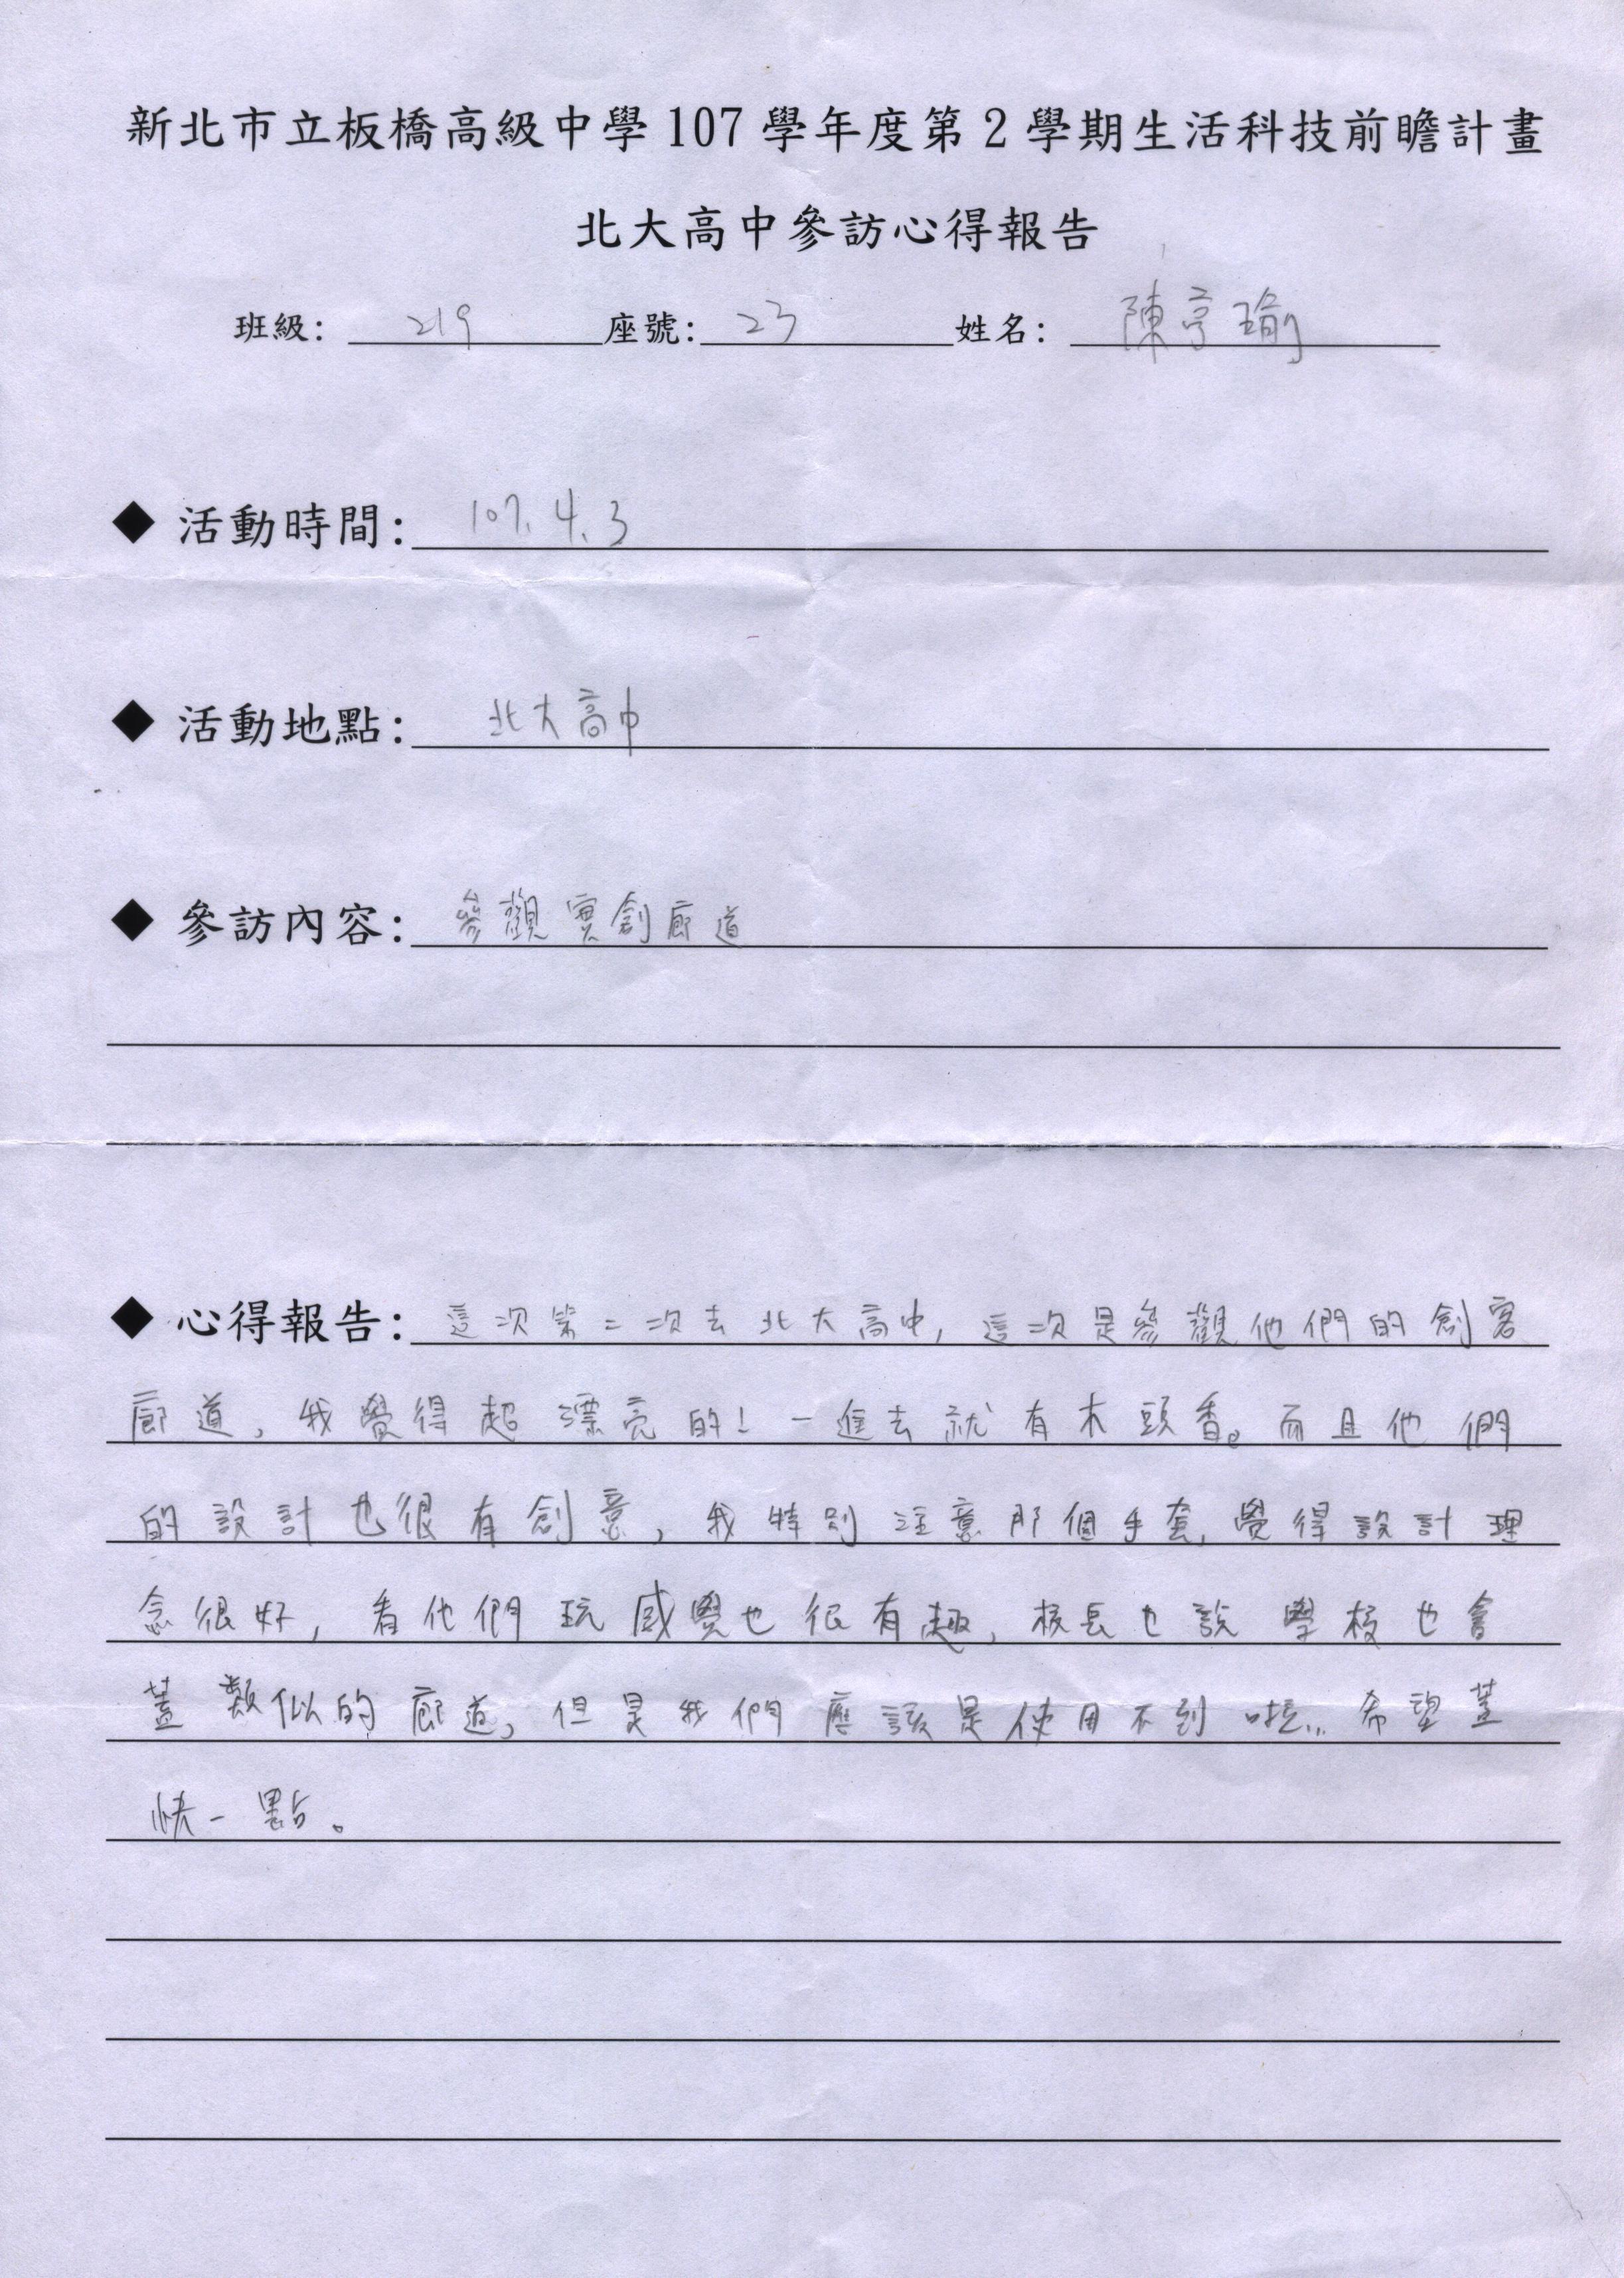 新北市立板橋高級中學 107 學年度第 2 學期生活科技前瞻計畫
北大高中參訪心得報告
班級: 219 座號: 23 姓名: 陳亨瑜
◆ 活動時間: 107.4.3
◆ 活動地點: 北大高中
◆ 參訪內容: 參觀實創廊道
◆ 心得報告: 這次第二次去北大高中, 這次是參觀他們的創客
廊道, 我覺得超漂亮的! 一進去就有木頭香。而且他們
的設計也很有創意, 我特別注意那個手套, 覺得設計理
念很好, 看他們玩感覺也很有趣, 校長也說學校也會
蓋類似的廊道, 但是我們應該是使用不到啦... 希望蓋
快一點。